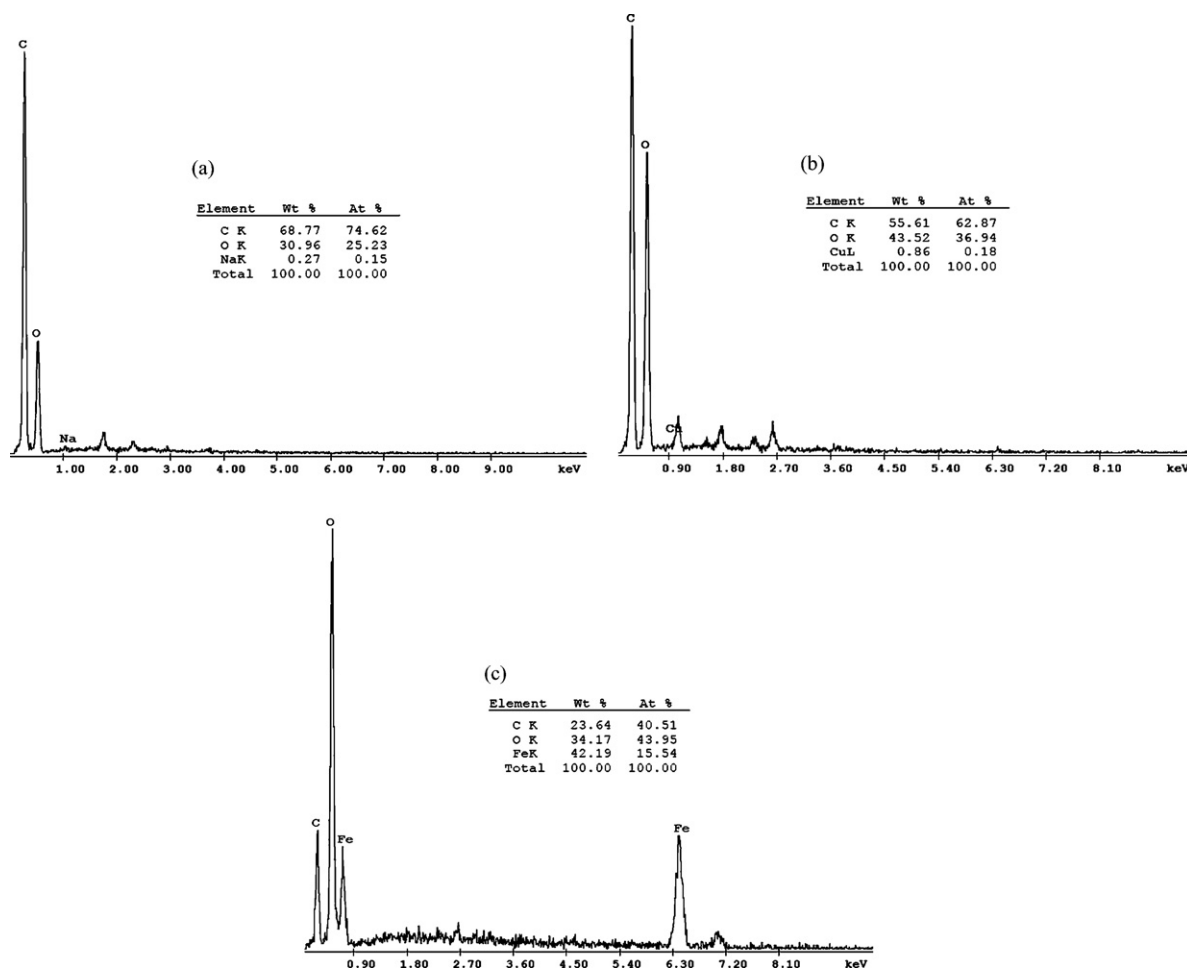 C
(a)
Element Wt % At %
C K 68.77 74.62
O K 30.96 25.23
NaK 0.27 0.15
Total 100.00 100.00
O
Na
1.00 2.00 3.00 4.00 5.00 6.00 7.00 8.00 9.00 keV
C
O
(b)
Element Wt % At %
C K 55.61 62.87
O K 43.52 36.94
CuL 0.86 0.18
Total 100.00 100.00
Cu
0.90 1.80 2.70 3.60 4.50 5.40 6.30 7.20 8.10 keV
O
(c)
Element Wt % At %
C K 23.64 40.51
O K 34.17 43.95
FeK 42.19 15.54
Total 100.00 100.00
C
Fe
Fe
0.90 1.80 2.70 3.60 4.50 5.40 6.30 7.20 8.10 keV